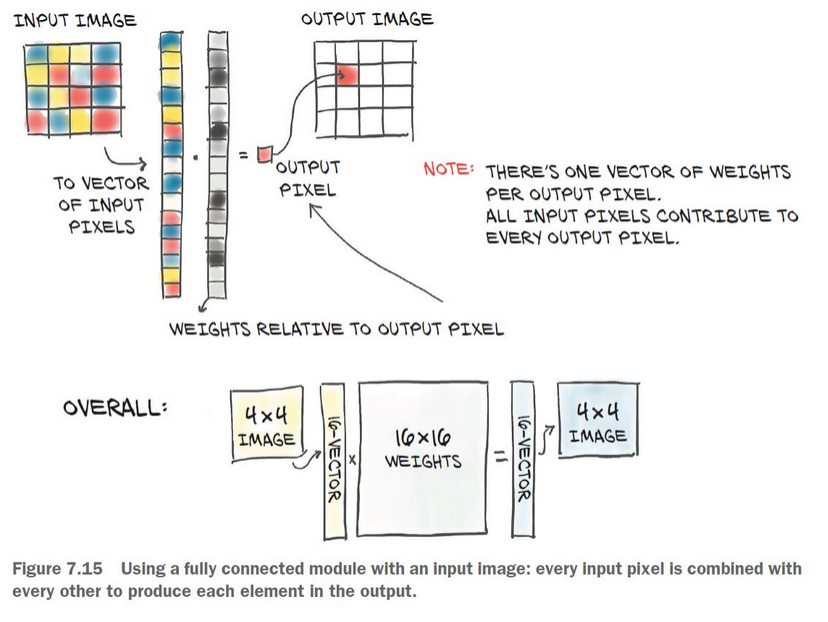 INPUT IMAGE
OUTPUT IMAGE
TO VECTOR
OF INPUT
PIXELS
.
=
OUTPUT
PIXEL
NOTE: THERE'S ONE VECTOR OF WEIGHTS
PER OUTPUT PIXEL.
ALL INPUT PIXELS CONTRIBUTE TO
EVERY OUTPUT PIXEL.
WEIGHTS RELATIVE TO OUTPUT PIXEL
OVERALL:
4x4
IMAGE
16-VECTOR
x
16x16
WEIGHTS
=
16-VECTOR
4x4
IMAGE
Figure 7.15 Using a fully connected module with an input image: every input pixel is combined with
every other to produce each element in the output.